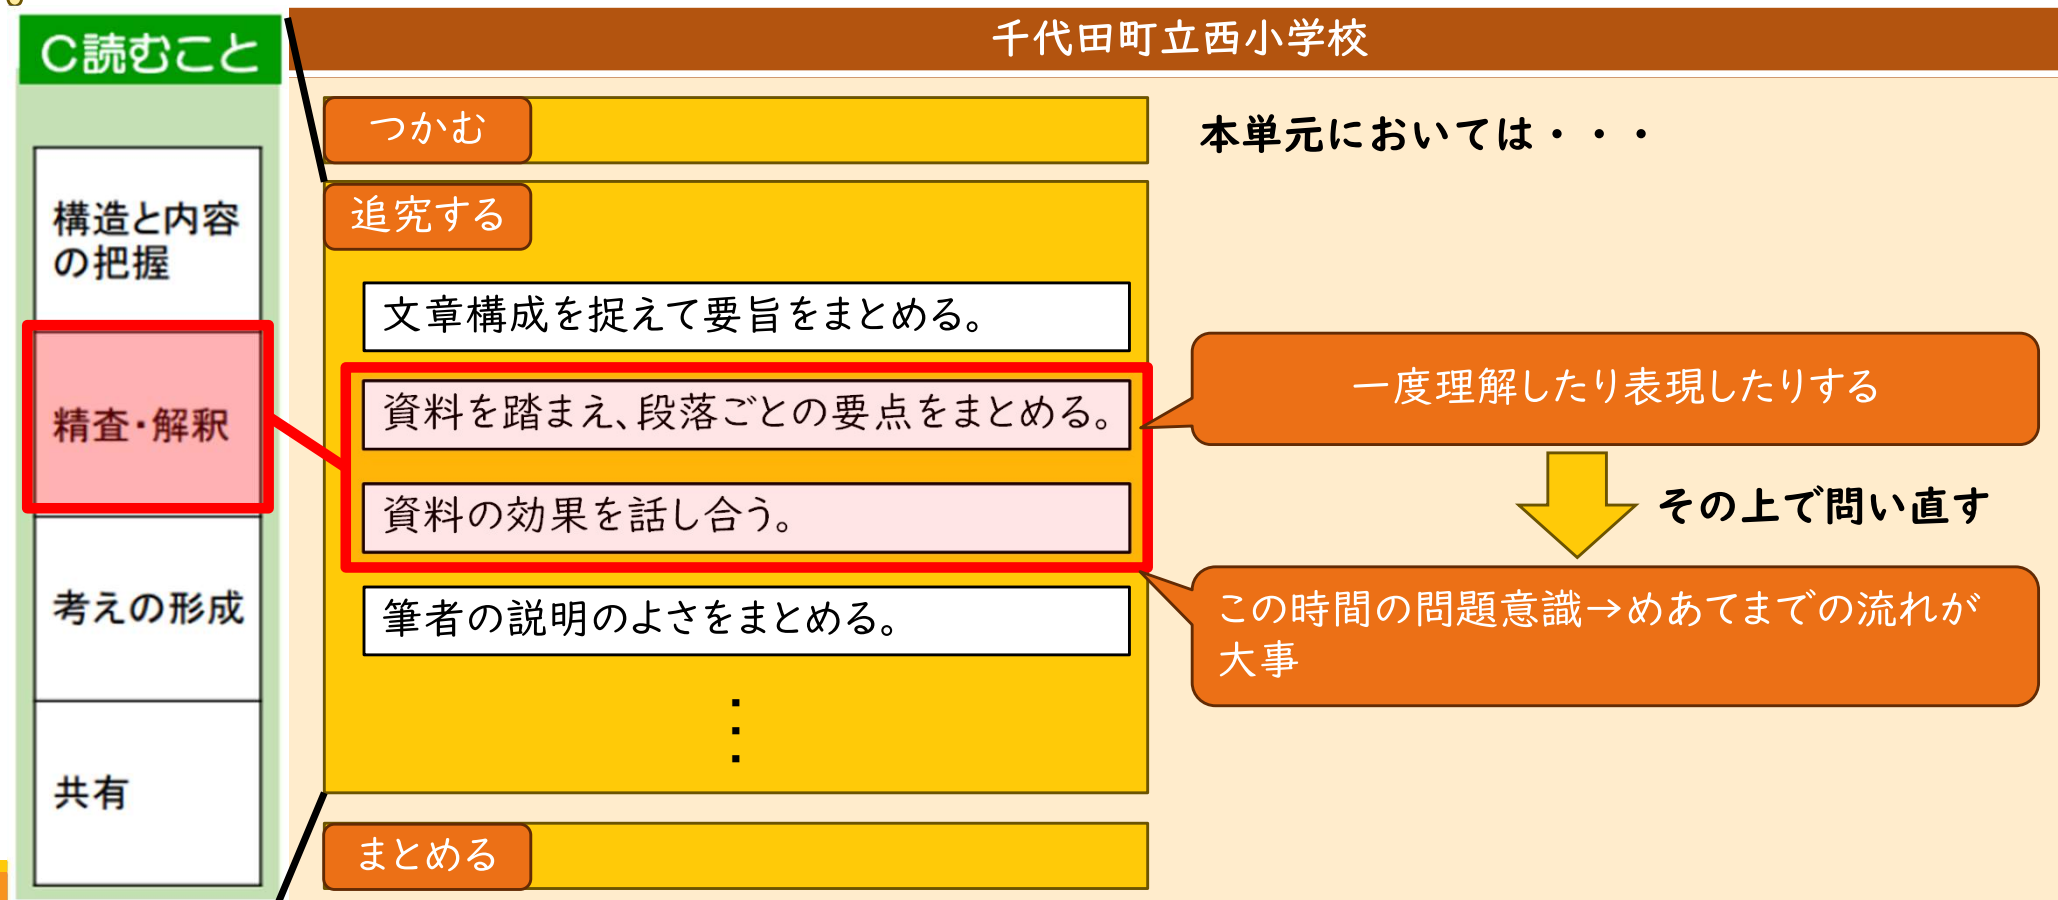 C読むこと
構造と内容
の把握
精査・解釈
考えの形成
共有
千代田町立西小学校
つかむ
追究する
文章構成を捉えて要旨をまとめる。
資料を踏まえ、段落ごとの要点をまとめる。
資料の効果を話し合う。
筆者の説明のよさをまとめる。
・・・
まとめる
本単元においては・・・
一度理解したり表現したりする
その上で問い直す
この時間の問題意識→めあてまでの流れが
大事